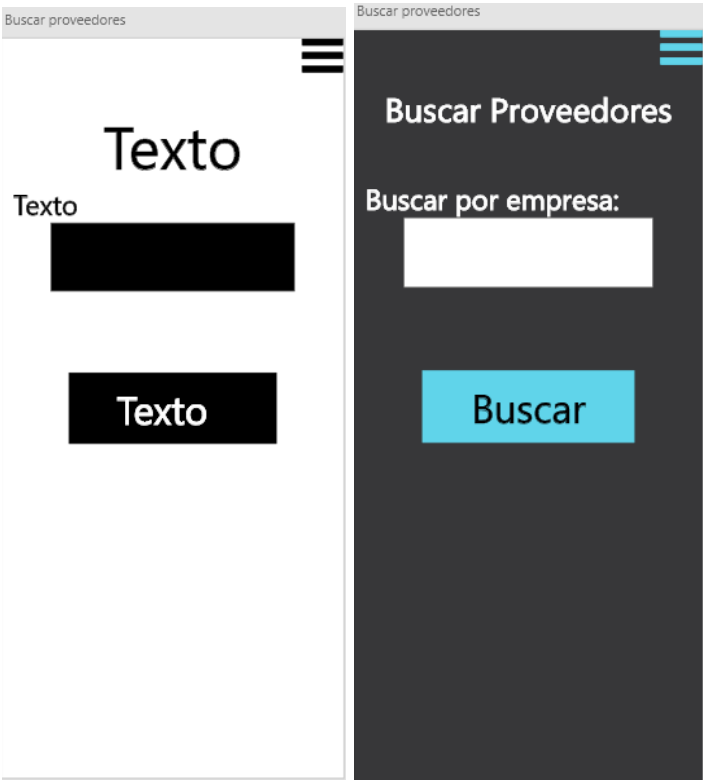 Buscar proveedores
Texto
Texto
Texto
Buscar proveedores
Buscar Proveedores
Buscar por empresa:
Buscar